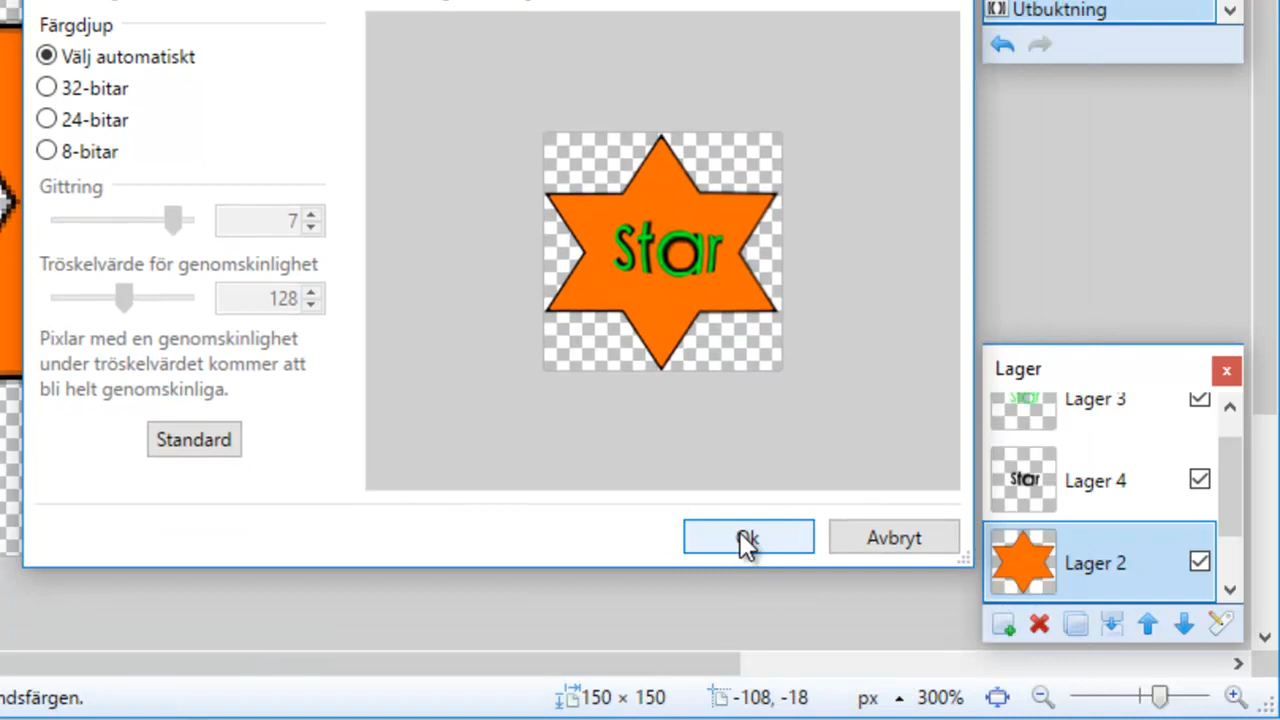 Utbuktning
Färgdjup
Välj automatiskt
32-bitar
24-bitar
8-bitar
Gittring
7
Tröskelvärde för genomskinlighet
128
Pixlar med en genomskinlighet
under tröskelvärdet kommer att
bli helt genomskinliga.
Standard
Star
Ok
Avbryt
Lager
Star
Lager 3
Star
Lager 4
Lager 2
ndsfärgen.
150 × 150
-108, -18
px
300%